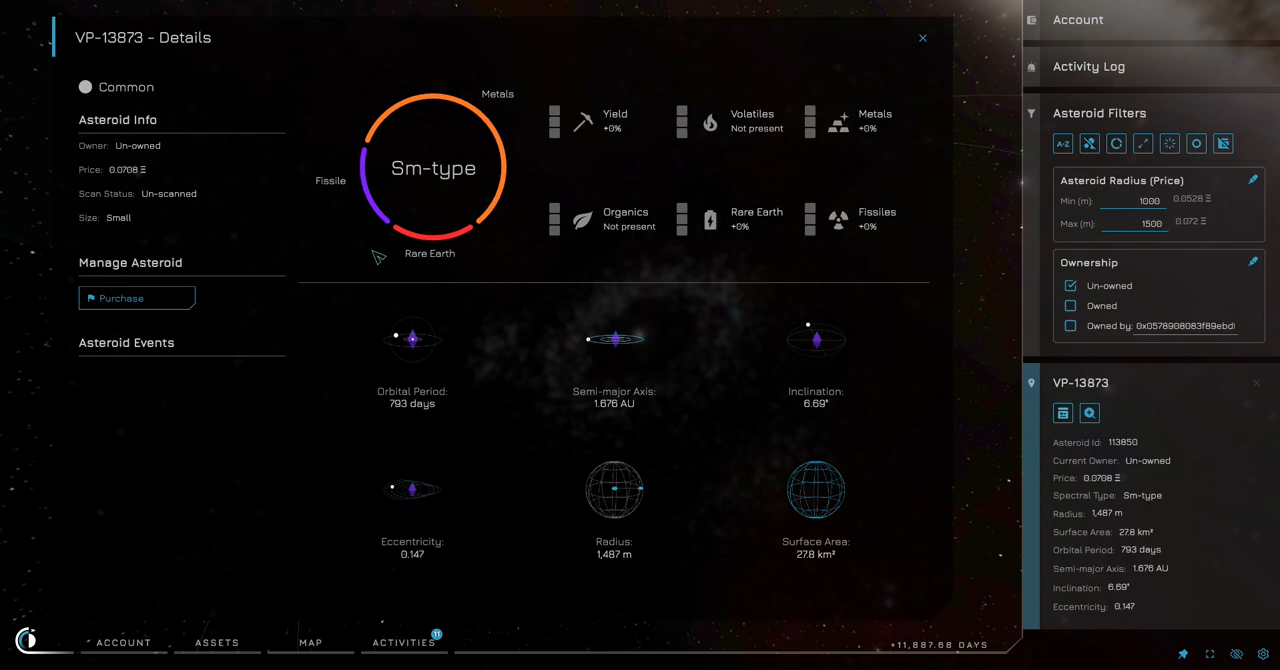 VP-13873 - Details
Common
Asteroid Info
Owner: Un-owned
Price: 0.0708 Ξ
Scan Status: Un-scanned
Size: Small
Manage Asteroid
Purchase
Asteroid Events
Metals
Sm-type
Fissile
Rare Earth
Yield
+0%
Volatiles
Not present
Metals
+0%
Organics
Not present
Rare Earth
+0%
Fissiles
+0%
Orbital Period:
793 days
Semi-major Axis:
1.676 AU
Inclination:
6.69°
Eccentricity:
0.147
Radius:
1,487 m
Surface Area:
27.8 km²
Account
Activity Log
Asteroid Filters
A-Z
Asteroid Radius (Price)
Min (m): 1000 0.0528 Ξ
Max (m): 1500 0.072 Ξ
Ownership
Un-owned
Owned
Owned by: 0x0578908083f89ebd
VP-13873
Asteroid Id: 113850
Current Owner: Un-owned
Price: 0.0708 Ξ
Spectral Type: Sm-type
Radius: 1,487 m
Surface Area: 27.8 km²
Orbital Period: 793 days
Semi-major Axis: 1.676 AU
Inclination: 6.69°
Eccentricity: 0.147
ACCOUNT
ASSETS
MAP
ACTIVITIES
11
+11,887.68 DAYS